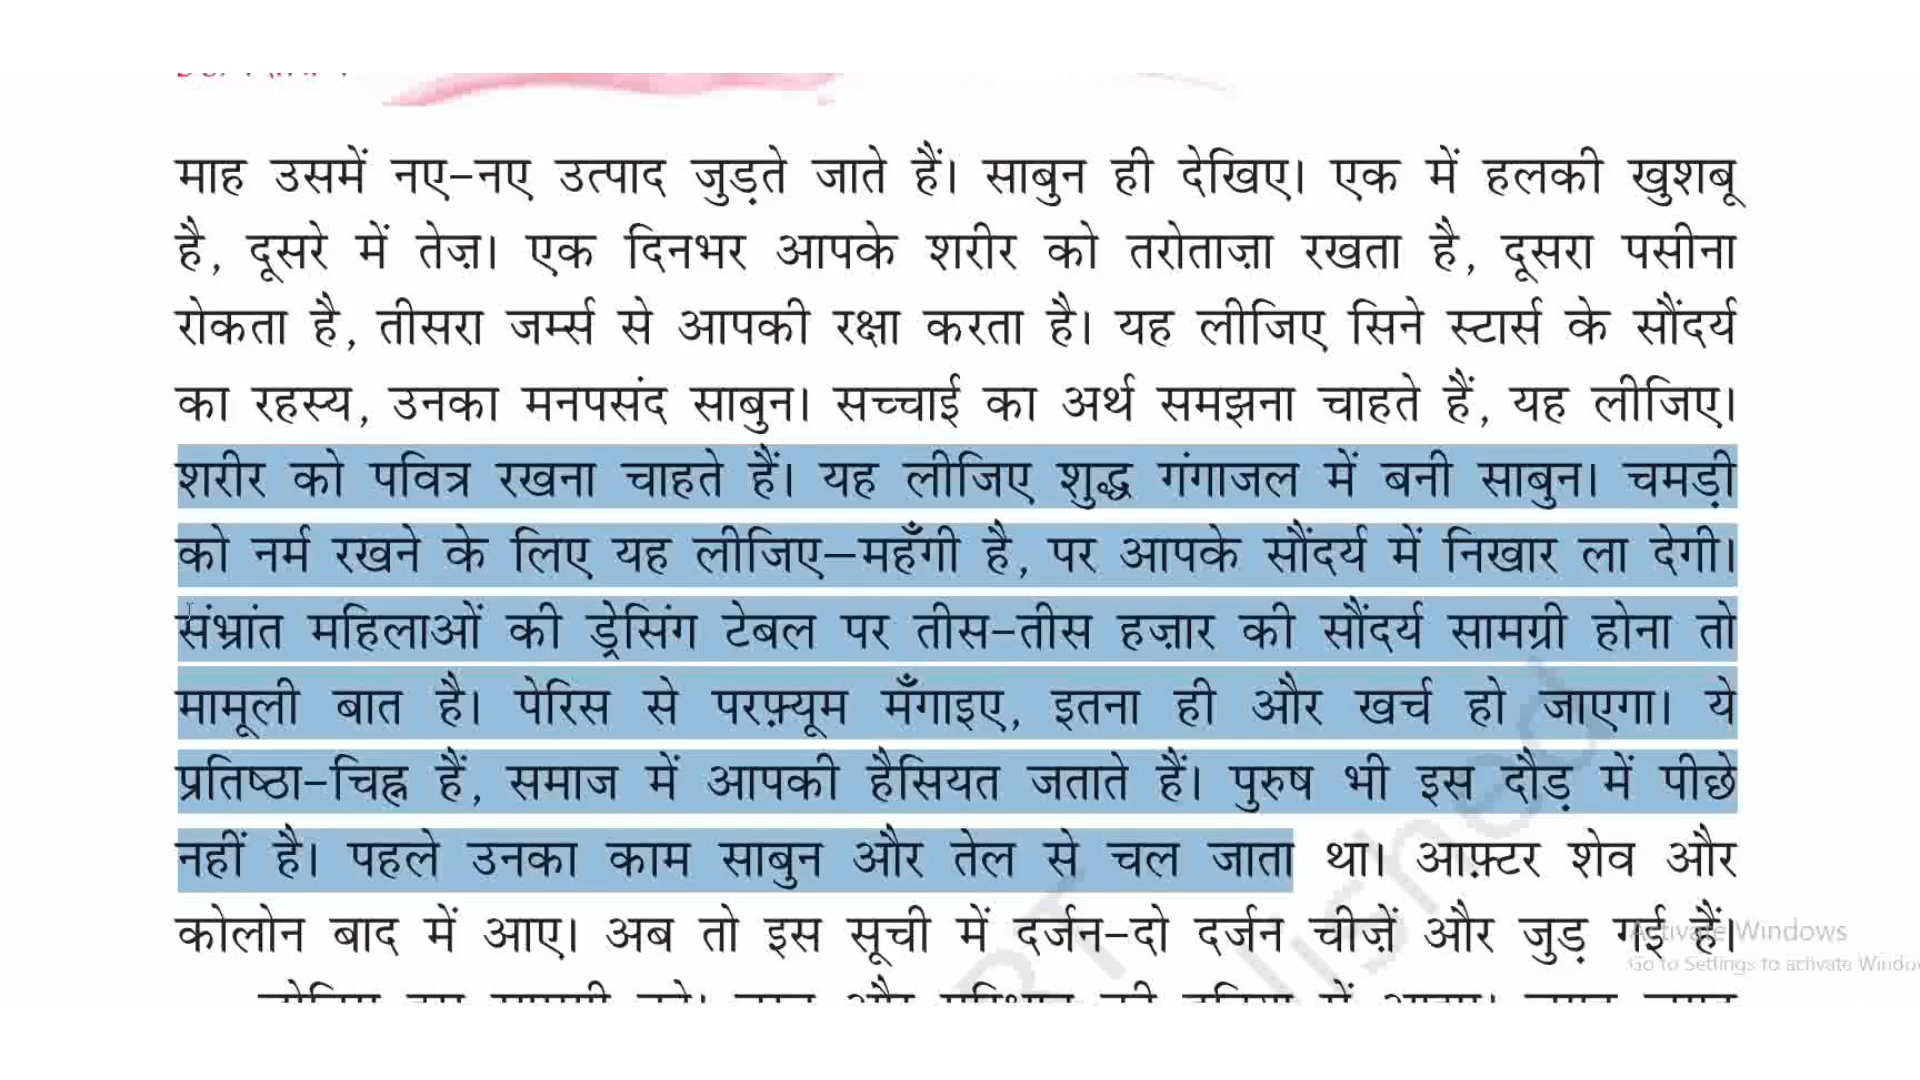 माह उसमें नए–नए उत्पाद जुड़ते जाते हैं। साबुन ही देखिए। एक में हलकी खुशबू
है, दूसरे में तेज़। एक दिनभर आपके शरीर को तरोताज़ा रखता है, दूसरा पसीना
रोकता है, तीसरा जर्म्स से आपकी रक्षा करता है। यह लीजिए सिने स्टार्स के सौंदर्य
का रहस्य, उनका मनपसंद साबुन। सच्चाई का अर्थ समझना चाहते हैं, यह लीजिए।
शरीर को पवित्र रखना चाहते हैं। यह लीजिए शुद्ध गंगाजल में बनी साबुन। चमड़ी
को नर्म रखने के लिए यह लीजिए–महँगी है, पर आपके सौंदर्य में निखार ला देगी।
संभ्रांत महिलाओं की ड्रेसिंग टेबल पर तीस–तीस हज़ार की सौंदर्य सामग्री होना तो
मामूली बात है। पेरिस से परफ़्यूम मँगाइए, इतना ही और खर्च हो जाएगा। ये
प्रतिष्ठा–चिह्न हैं, समाज में आपकी हैसियत जताते हैं। पुरुष भी इस दौड़ में पीछे
नहीं है। पहले उनका काम साबुन और तेल से चल जाता था। आफ़्टर शेव और
कोलोन बाद में आए। अब तो इस सूची में दर्जन–दो दर्जन चीज़ें और जुड़ गई हैं।
Activate Windows
Go to Settings to activate Windo